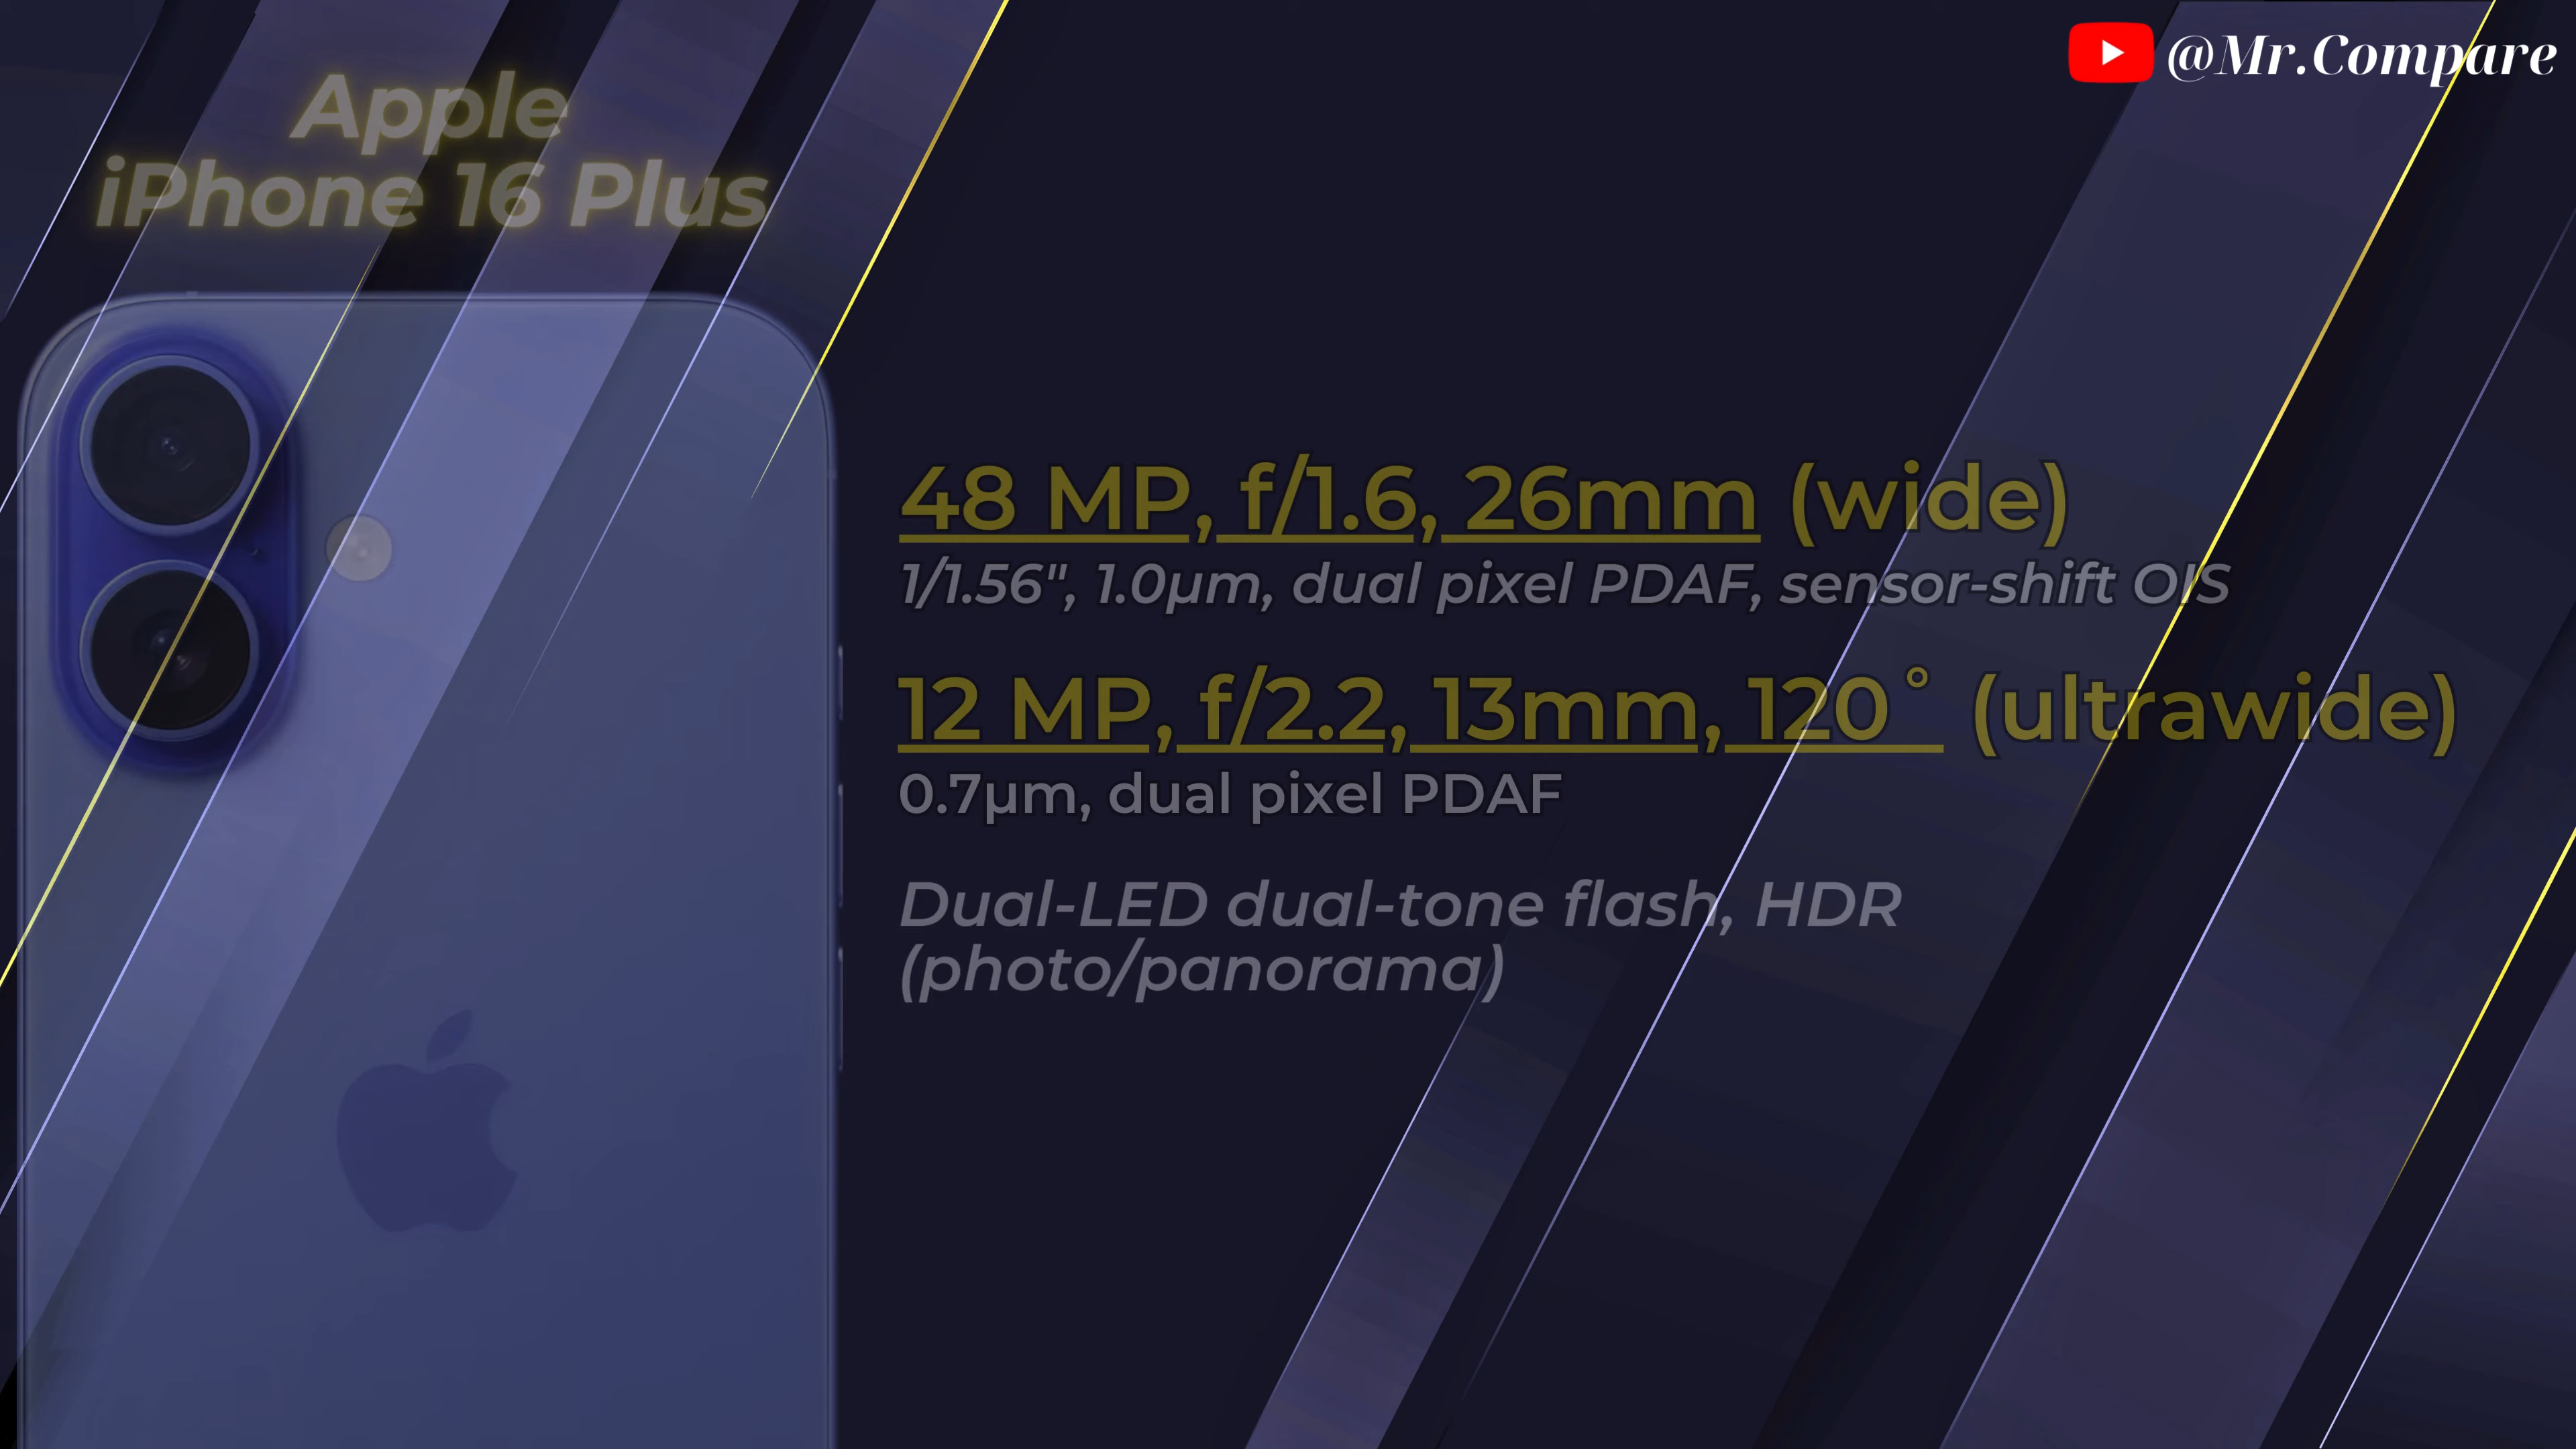 @Mr.Compare
Apple
iPhone 16 Plus
48 MP, f/1.6, 26mm (wide)
1/1.56", 1.0µm, dual pixel PDAF, sensor-shift OIS
12 MP, f/2.2, 13mm, 120˚ (ultrawide)
0.7µm, dual pixel PDAF
Dual-LED dual-tone flash, HDR
(photo/panorama)